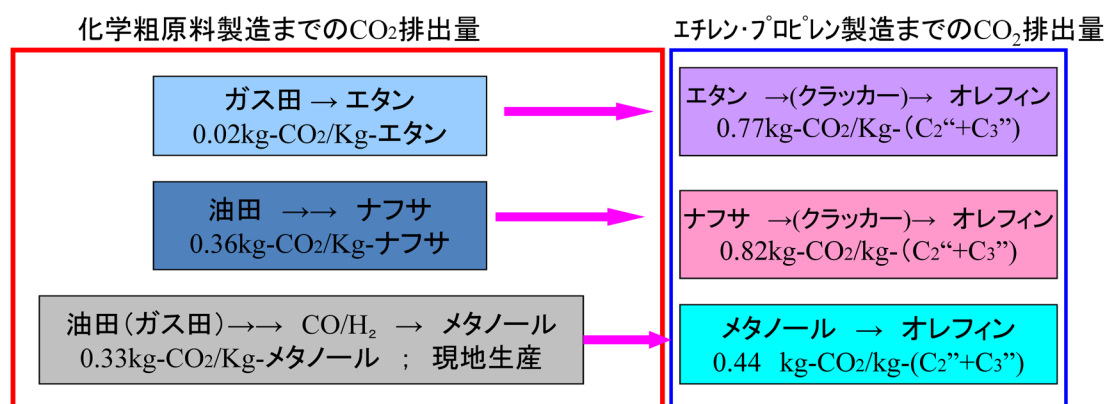 化学粗原料製造までのCO₂排出量
ガス田 → エタン
0.02kg-CO₂/Kg-エタン
油田 →→ ナフサ
0.36kg-CO₂/Kg-ナフサ
油田(ガス田)→→ CO/H₂ → メタノール
0.33kg-CO₂/Kg-メタノール ; 現地生産
エチレン・プロピレン製造までのCO₂排出量
エタン →(クラッカー)→ オレフィン
0.77kg-CO₂/Kg-(C₂“+C₃”)
ナフサ →(クラッカー)→ オレフィン
0.82kg-CO₂/kg-(C₂“+C₃”)
メタノール → オレフィン
0.44 kg-CO₂/kg-(C₂”+C₃”)